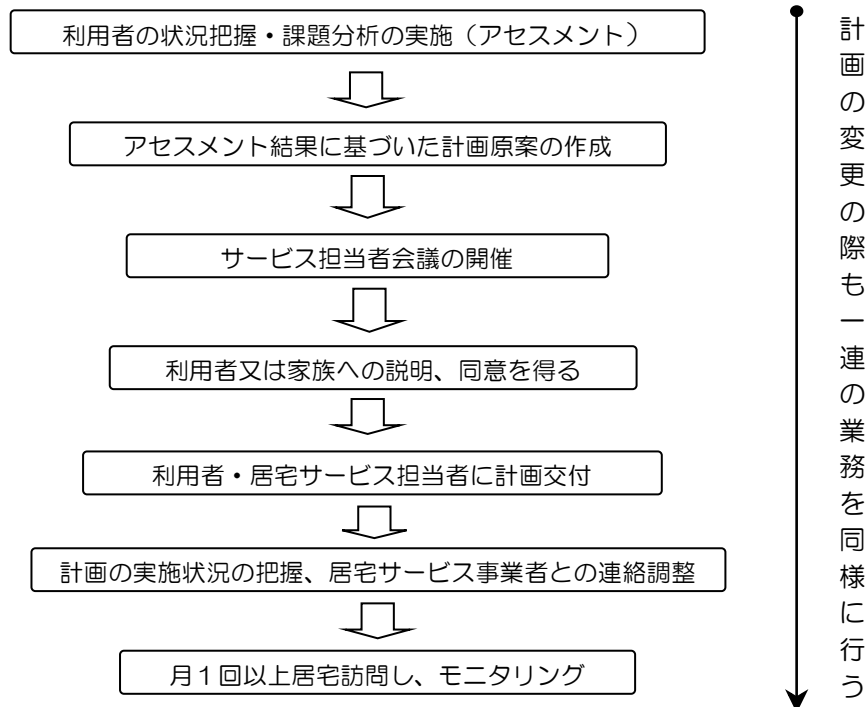 利用者の状況把握・課題分析の実施（アセスメント）
アセスメント結果に基づいた計画原案の作成
サービス担当者会議の開催
利用者又は家族への説明、同意を得る
利用者・居宅サービス担当者に計画交付
計画の実施状況の把握、居宅サービス事業者との連絡調整
月１回以上居宅訪問し、モニタリング
計画の変更の際も一連の業務を同様に行う